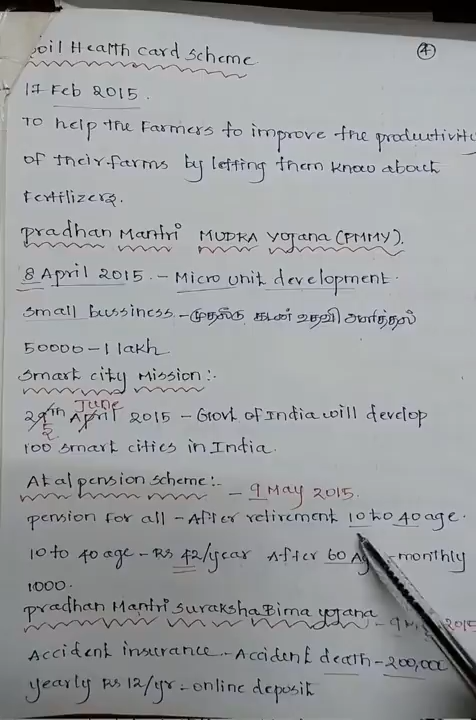 ④
Soil Health card scheme
17 Feb 2015.
To help the Farmers to improve the productivity
of their farms by letting them know about
Fertilizers.
pradhan Mantri MUDRA yojana (PMMY).
8 April 2015. - Micro unit development.
small bussiness - கடன் உதவி
50000 - 1 lakh
smart city Mission:-
June
2015 - Govt of India will develop
100 smart cities in India.
Atal pension scheme:- - 9 May 2015.
pension for all - After retirement 10 to 40 age.
10 to 40 age - Rs 42/year After 60 - monthly
1000.
pradhan Mantri Suraksha Bima yojana - 9 2015
Accident insurance - Accident death - 200,000
yearly Rs 12/yr - online deposit